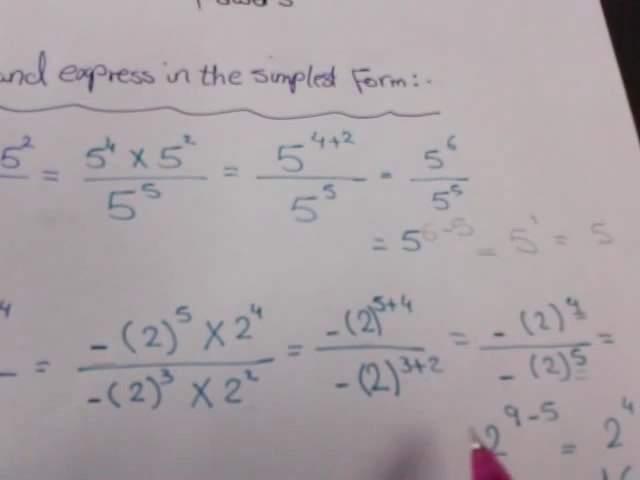 Powers
and express in the simplest Form:.
5² = 5⁴ × 5² / 5⁵ = 5⁴⁺² / 5⁵ = 5⁶ / 5⁵
= 5⁶⁻⁵ = 5¹ = 5
4 = -(2)⁵ × 2⁴ / -(2)³ × 2² = -(2)⁵⁺⁴ / -(2)³⁺² = -(2)⁹ / -(2)⁵ =
2⁹⁻⁵ = 2⁴